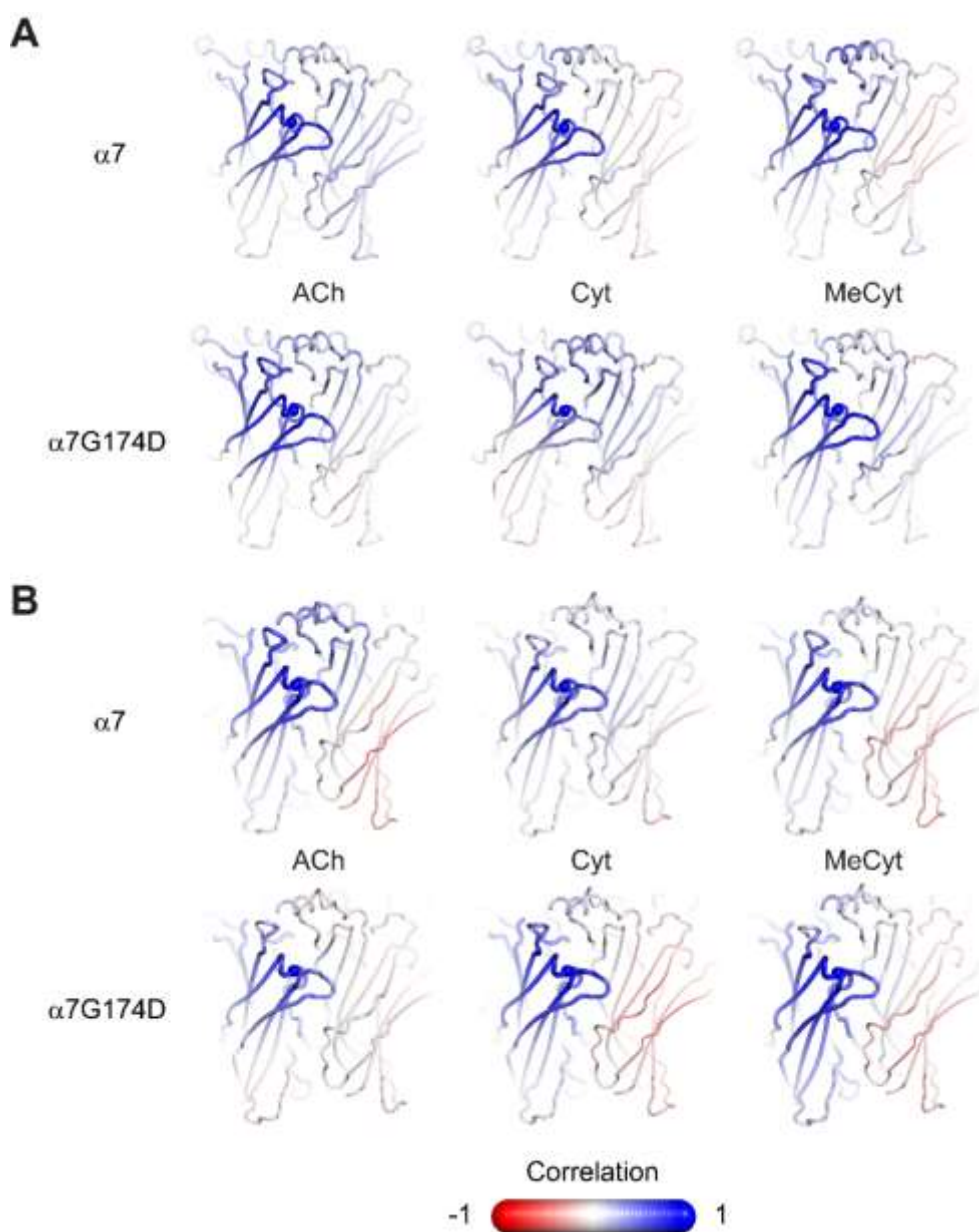 A
α7
ACh Cyt MeCyt
α7G174D
B
α7
ACh Cyt MeCyt
α7G174D
Correlation
-1 1